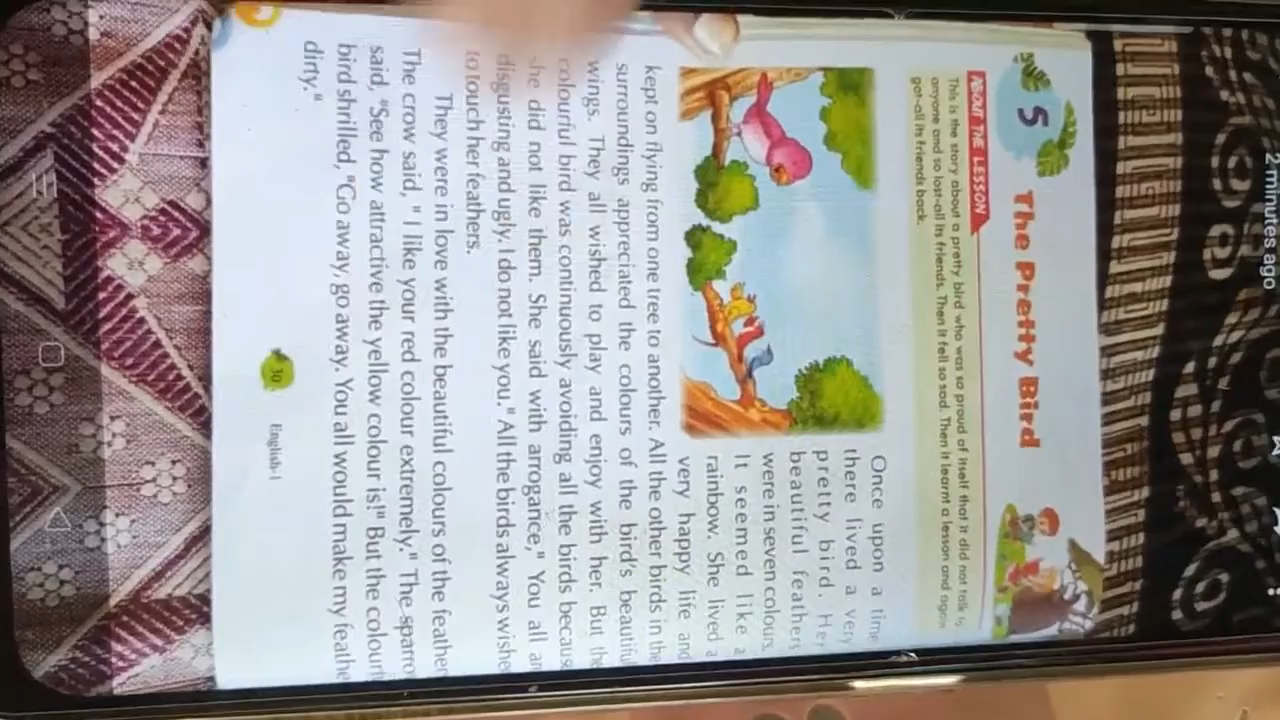 2 minutes ago
5
The Pretty Bird
ABOUT THE LESSON
This is the story about a pretty bird who was so proud of itself that it did not talk to
anyone and so lost-all its friends. Then it fell so sad. Then it learnt a lesson and again
got-all its friends back.
Once upon a time
there lived a very
pretty bird. Her
beautiful feathers
were in seven colours.
It seemed like a
rainbow. She lived a
very happy life and
kept on flying from one tree to another. All the other birds in the
surroundings appreciated the colours of the bird's beautiful
wings. They all wished to play and enjoy with her. But the
colourful bird was continuously avoiding all the birds becaus
she did not like them. She said with arrogance," You all ar
disgusting and ugly. I do not like you." All the birds always wishe
to touch her feathers.
They were in love with the beautiful colours of the feather
The crow said, " I like your red colour extremely." The sparro
said, "See how attractive the yellow colour is!" But the colourf
bird shrilled, "Go away, go away. You all would make my feathe
dirty."
30
English-1